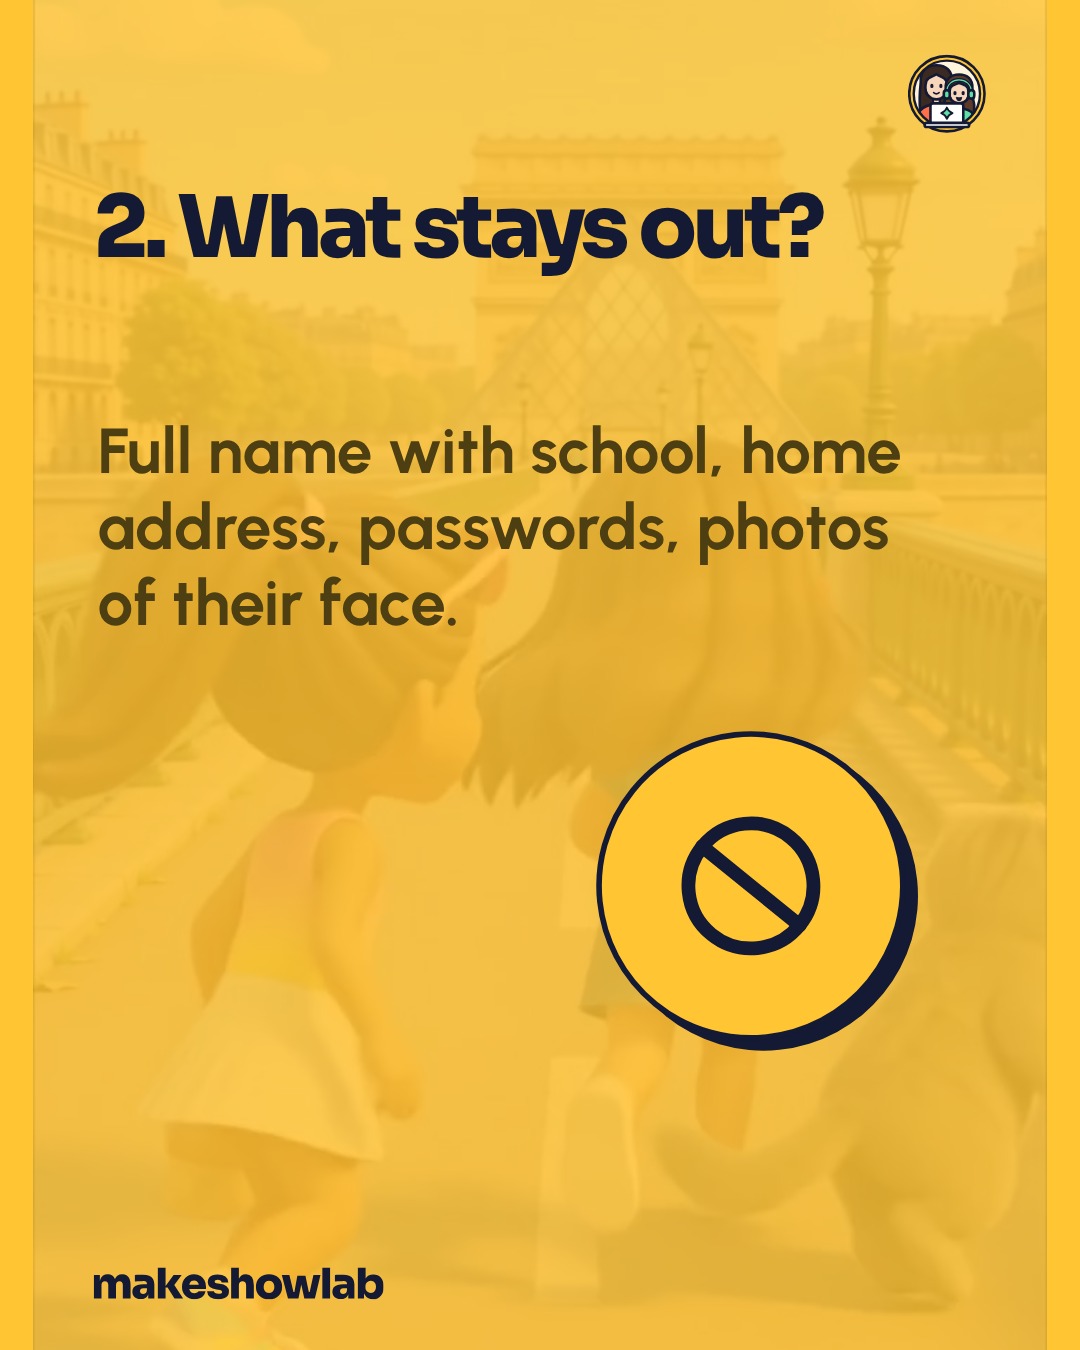 2. What stays out?
Full name with school, home
address, passwords, photos
of their face.
makeshowlab